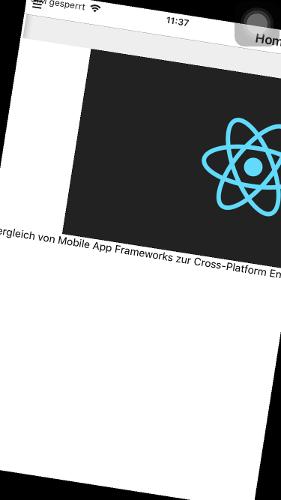 gesperrt 11:37
Hom
ergleich von Mobile App Frameworks zur Cross-Platform En